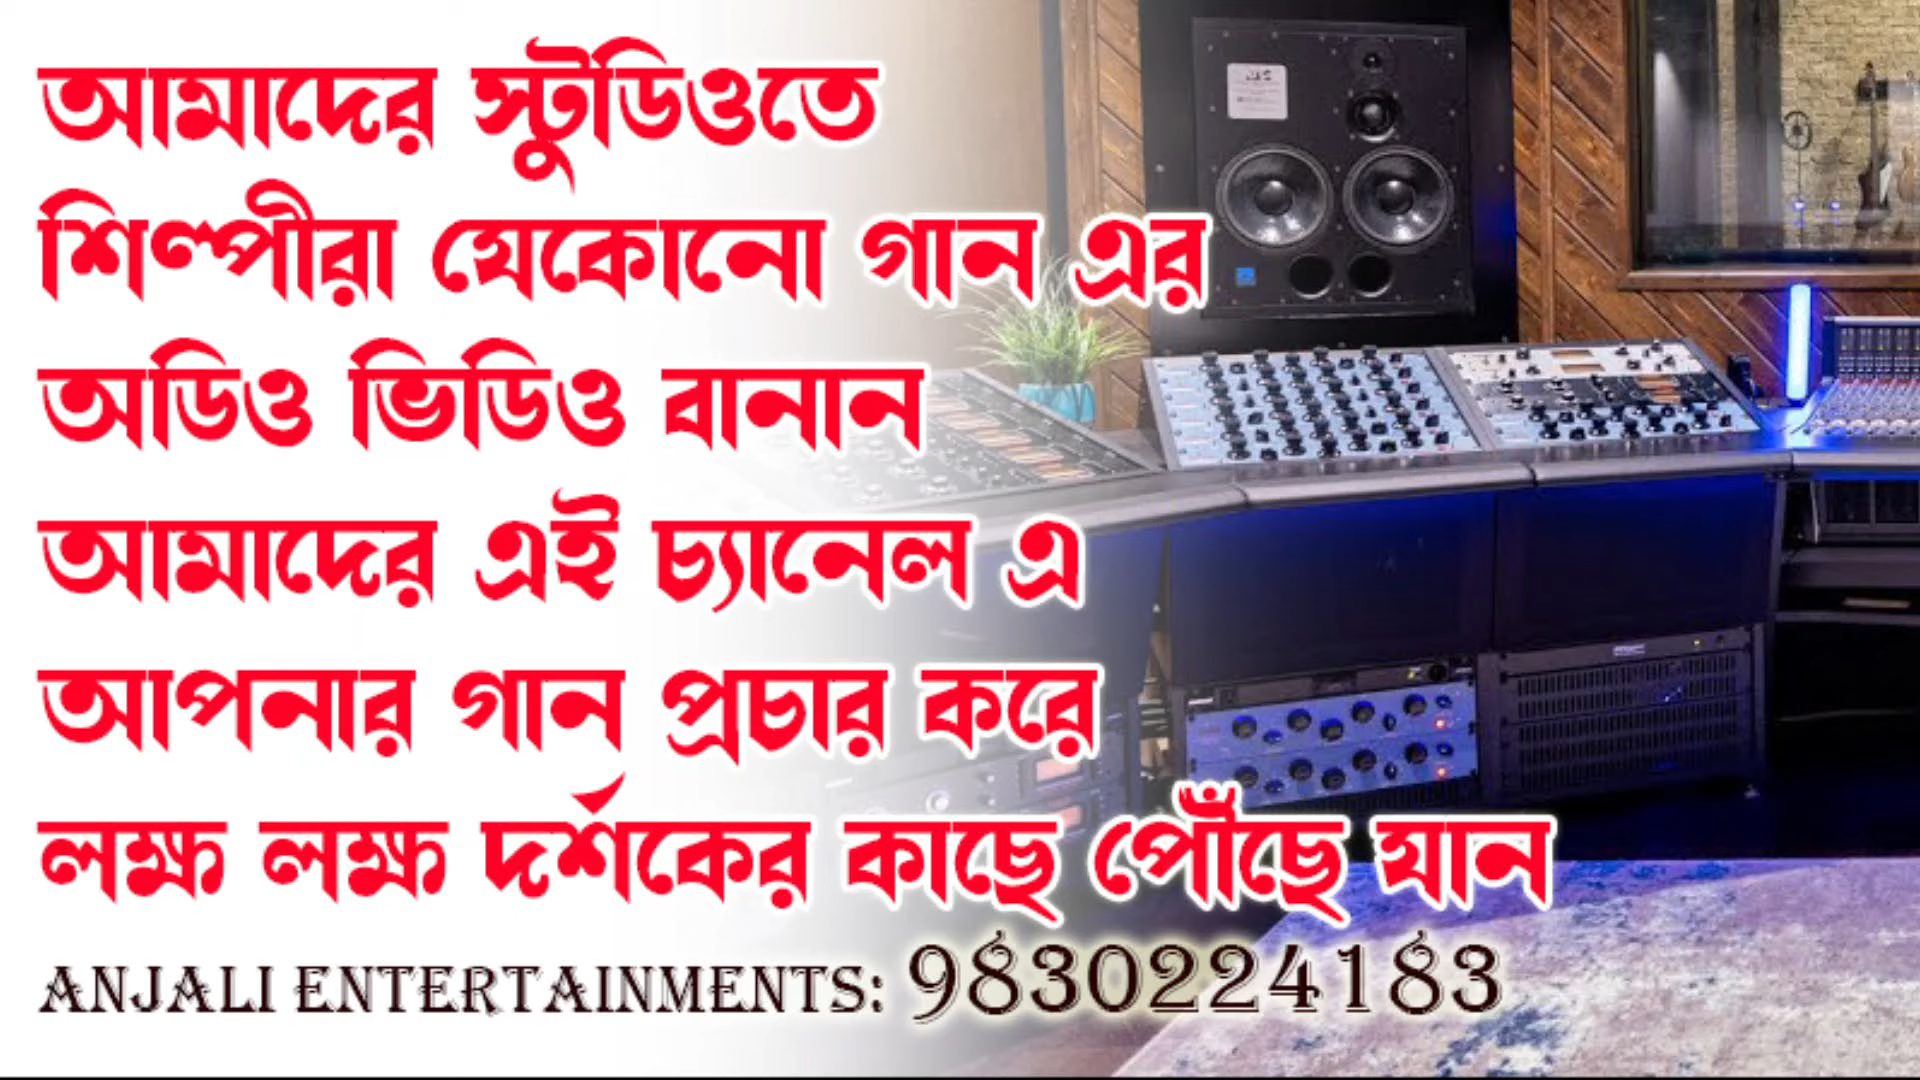 আমাদের স্টুডিওতে
শিল্পীরা যেকোনো গান এর
অডিও ভিডিও বানান
আমাদের এই চ্যানেল এ
আপনার গান প্রচার করে
লক্ষ লক্ষ দর্শকের কাছে পৌঁছে যান
ANJALI ENTERTAINMENTS: 9830224183